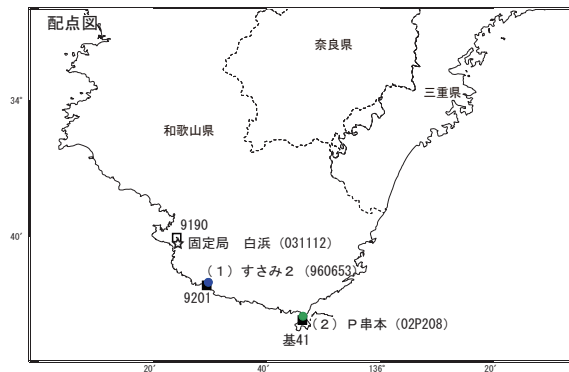 配点図
奈良県
34°
三重県
和歌山県
9190
40′
固定局 白浜（031112）
（1）すさみ2（960653）
9201
（2）P串本（02P208）
基41
20′
40′
136°
20′